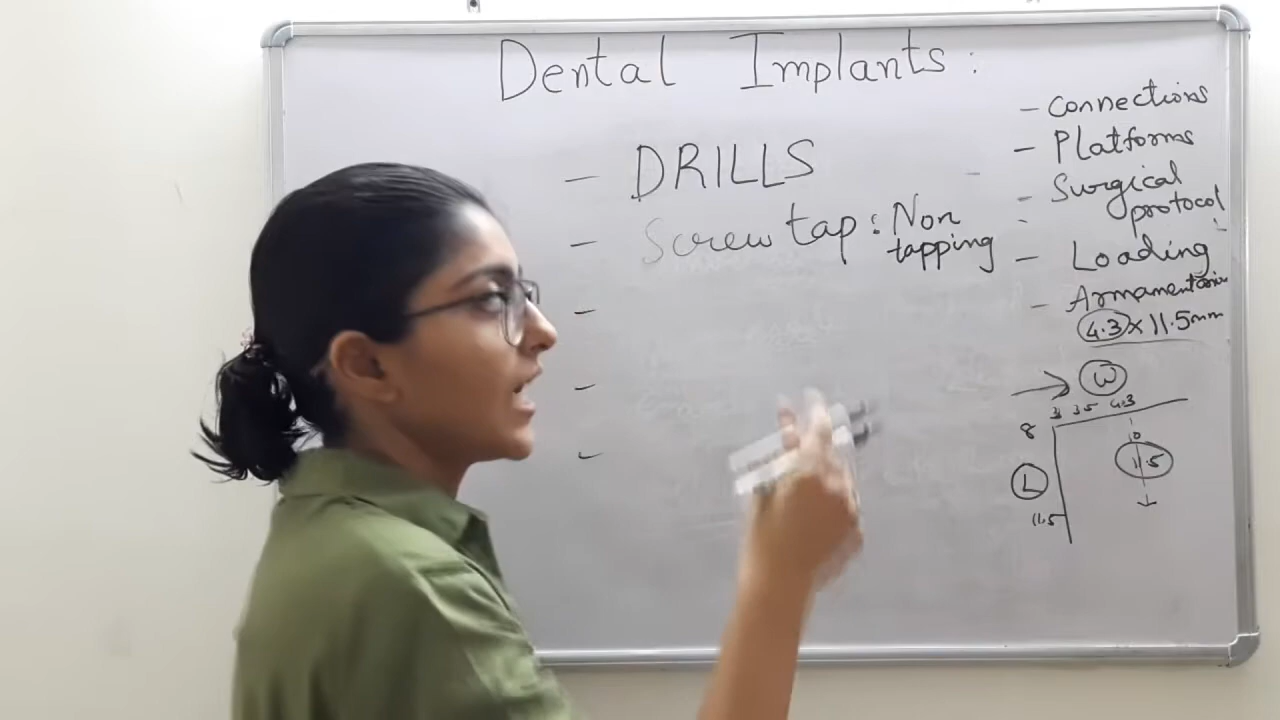 Dental Implants :
- DRILLS
- Screw tap : Non
tapping
-
-
-
- Connections
- Platforms
- Surgical
protocol
- Loading
- Armamentarium
4.3 x 11.5mm
W
3 3.5 4.3
8
L
11.5
11.5